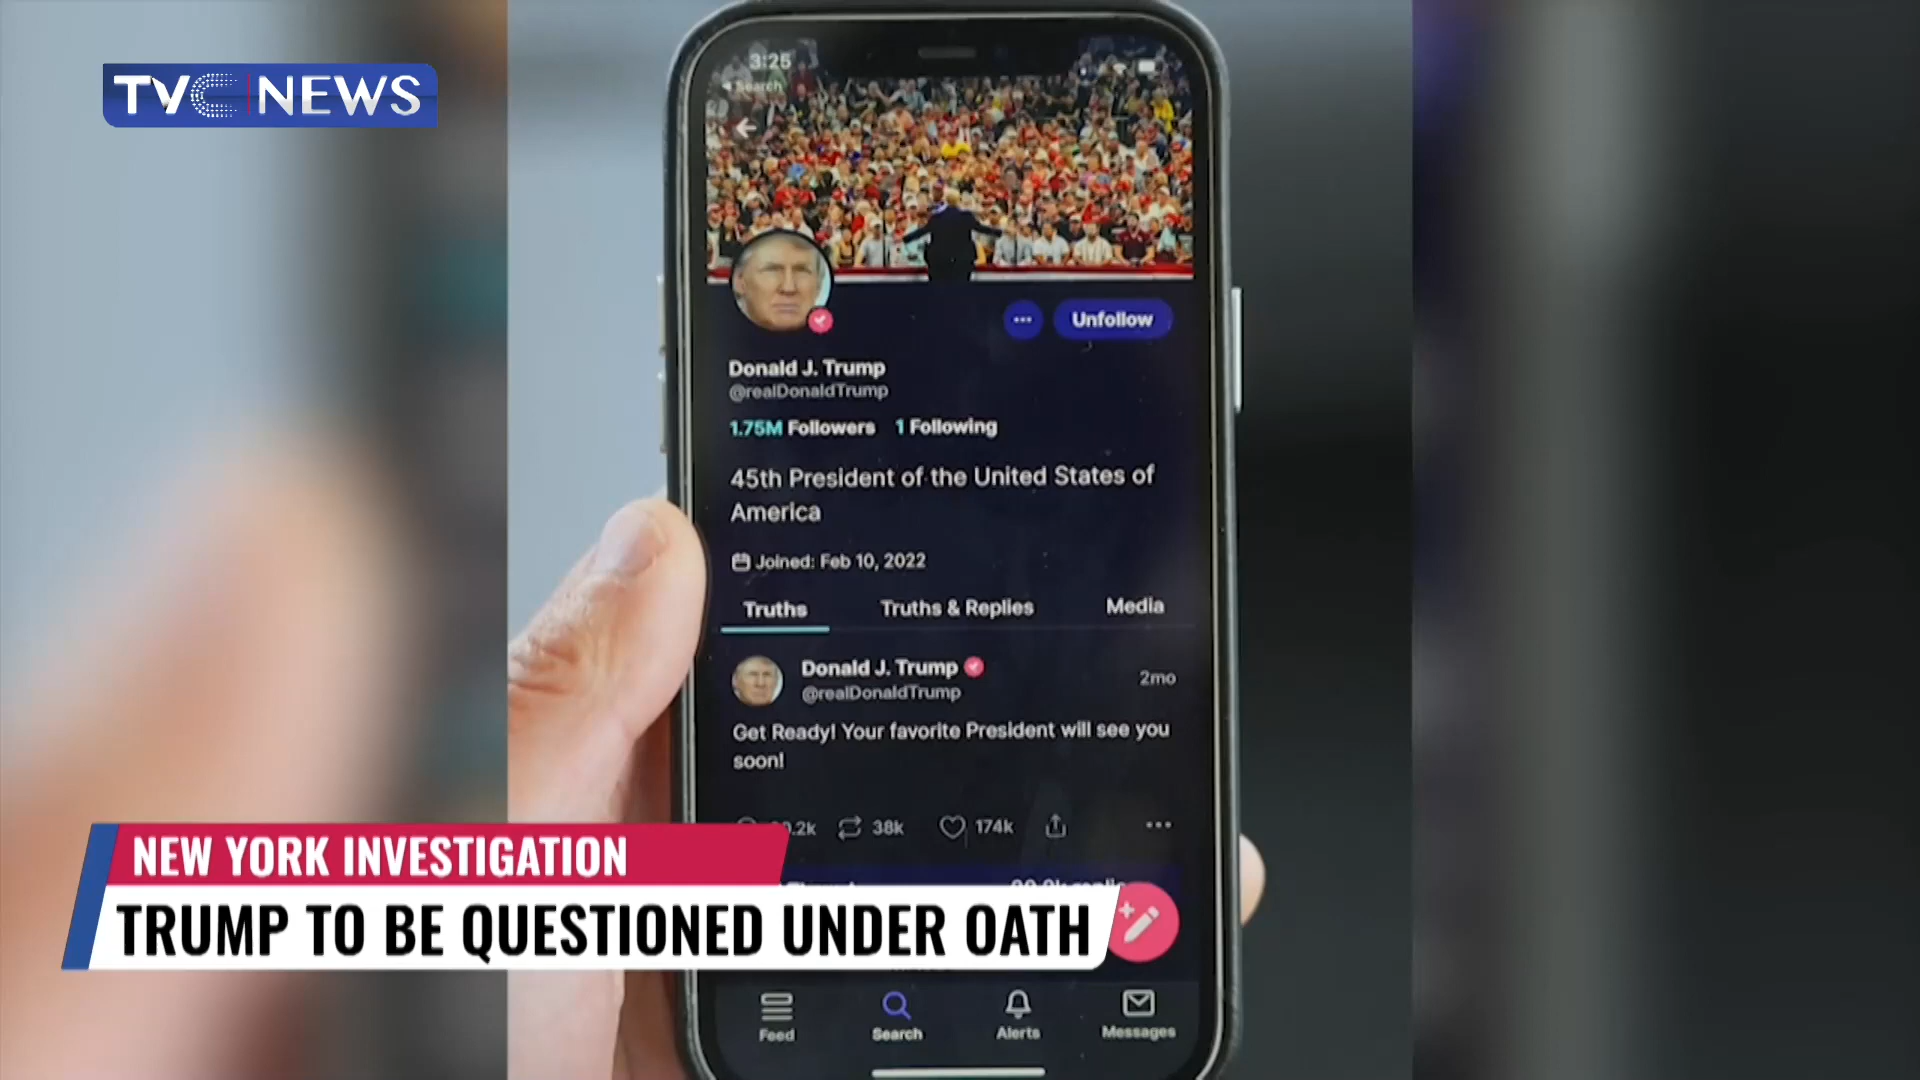 TVC NEWS
3:25
Search
Unfollow
Donald J. Trump
@realDonaldTrump
1.75M Followers 1 Following
45th President of the United States of
America
Joined: Feb 10, 2022
Truths Truths & Replies Media
Donald J. Trump 2mo
@realDonaldTrump
Get Ready! Your favorite President will see you
soon!
38k 174k
NEW YORK INVESTIGATION
TRUMP TO BE QUESTIONED UNDER OATH
Feed Search Alerts Messages